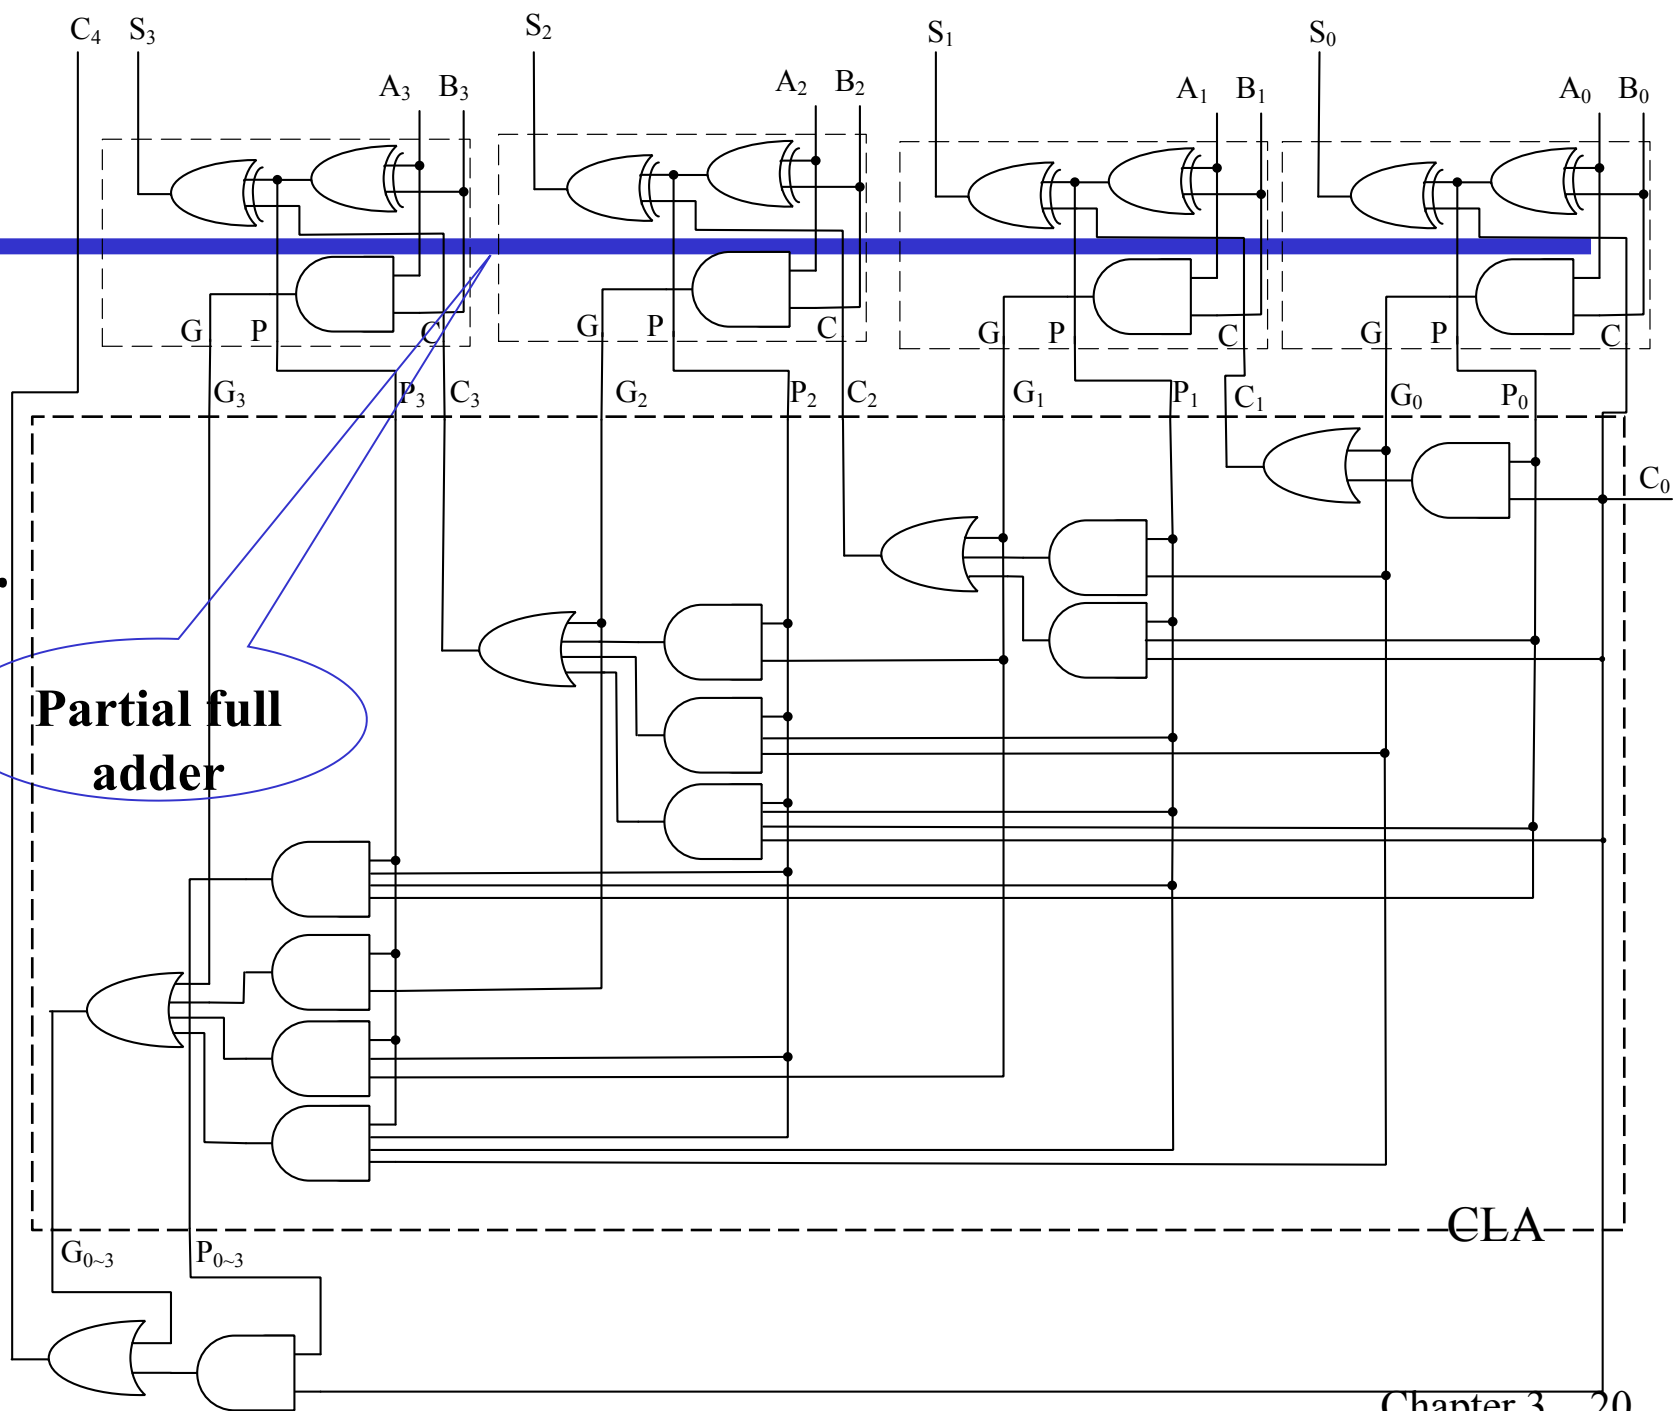 C4 S3 S2 S1 S0
A3 B3 A2 B2 A1 B1 A0 B0
G P C G P C G P C G P C
G3 P3 C3 G2 P2 C2 G1 P1 C1 G0 P0
C0
Partial full
adder
CLA
G0~3 P0~3
Chapter 3 20